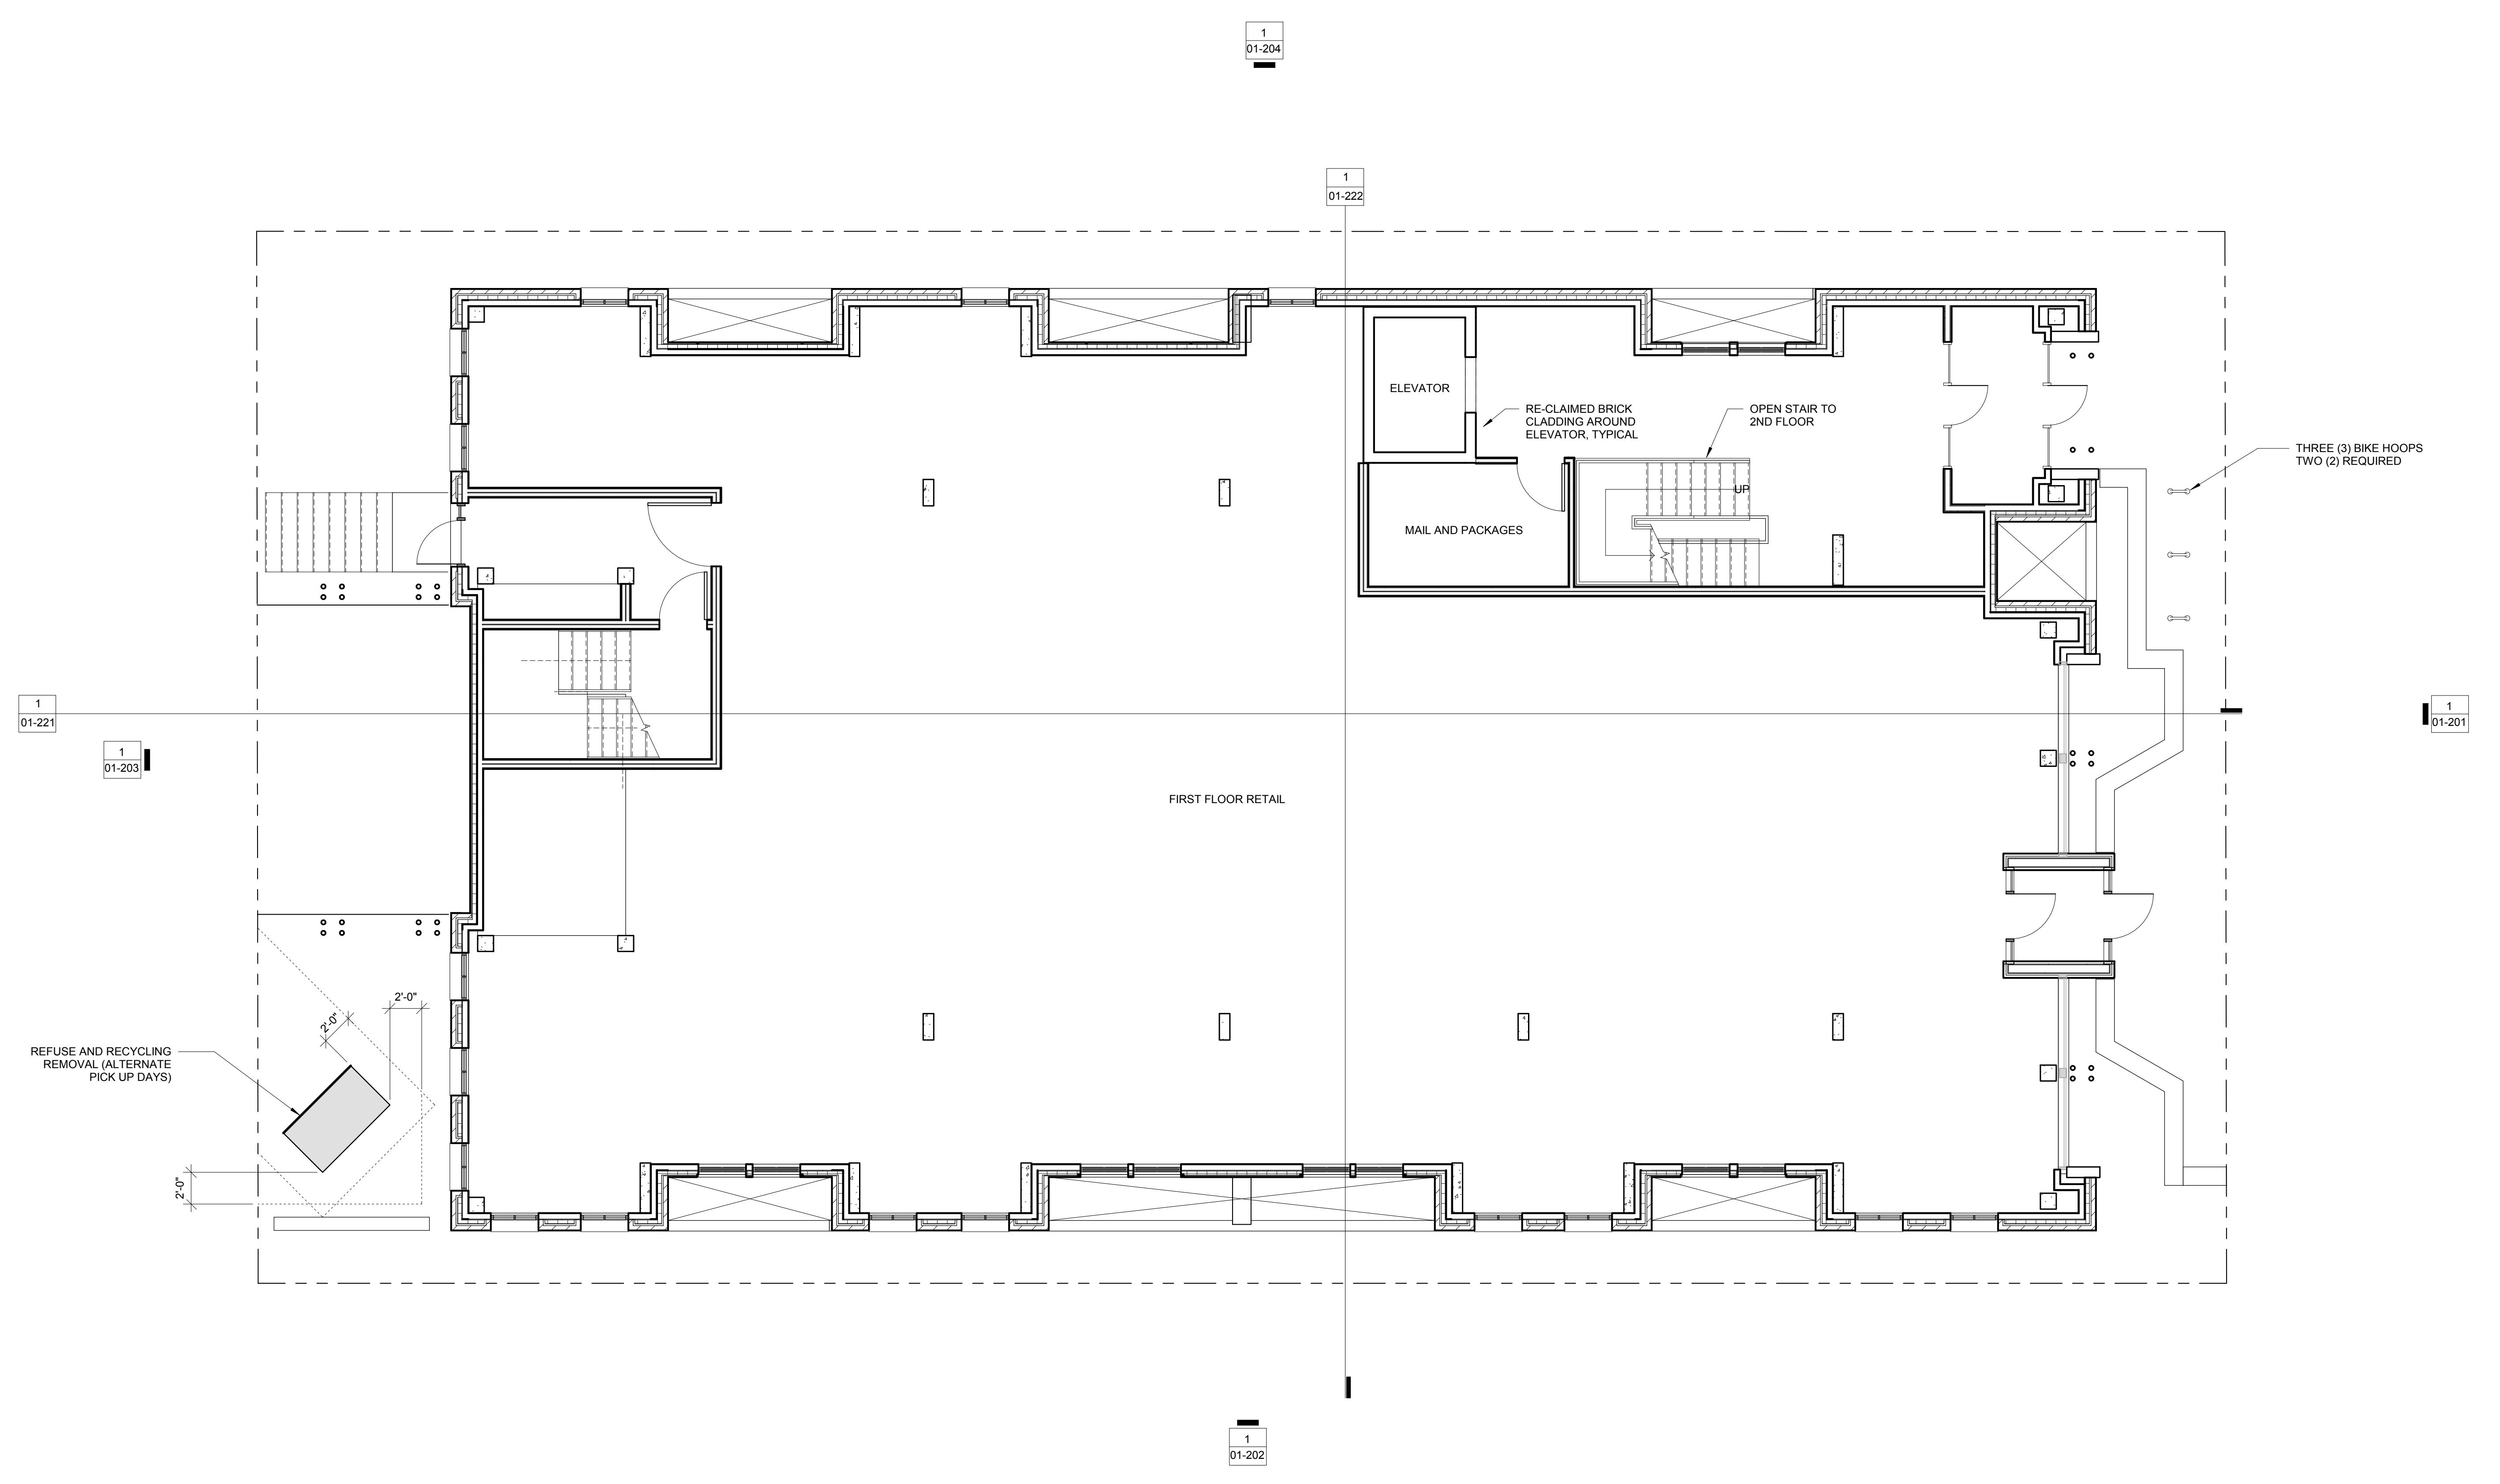 1
01-204
1
01-222
ELEVATOR
RE-CLAIMED BRICK
CLADDING AROUND
ELEVATOR, TYPICAL
OPEN STAIR TO
2ND FLOOR
THREE (3) BIKE HOOPS
TWO (2) REQUIRED
UP
MAIL AND PACKAGES
1
01-221
1
01-203
1
01-201
FIRST FLOOR RETAIL
2'-0"
2'-0"
REFUSE AND RECYCLING
REMOVAL (ALTERNATE
PICK UP DAYS)
2'-0"
1
01-202